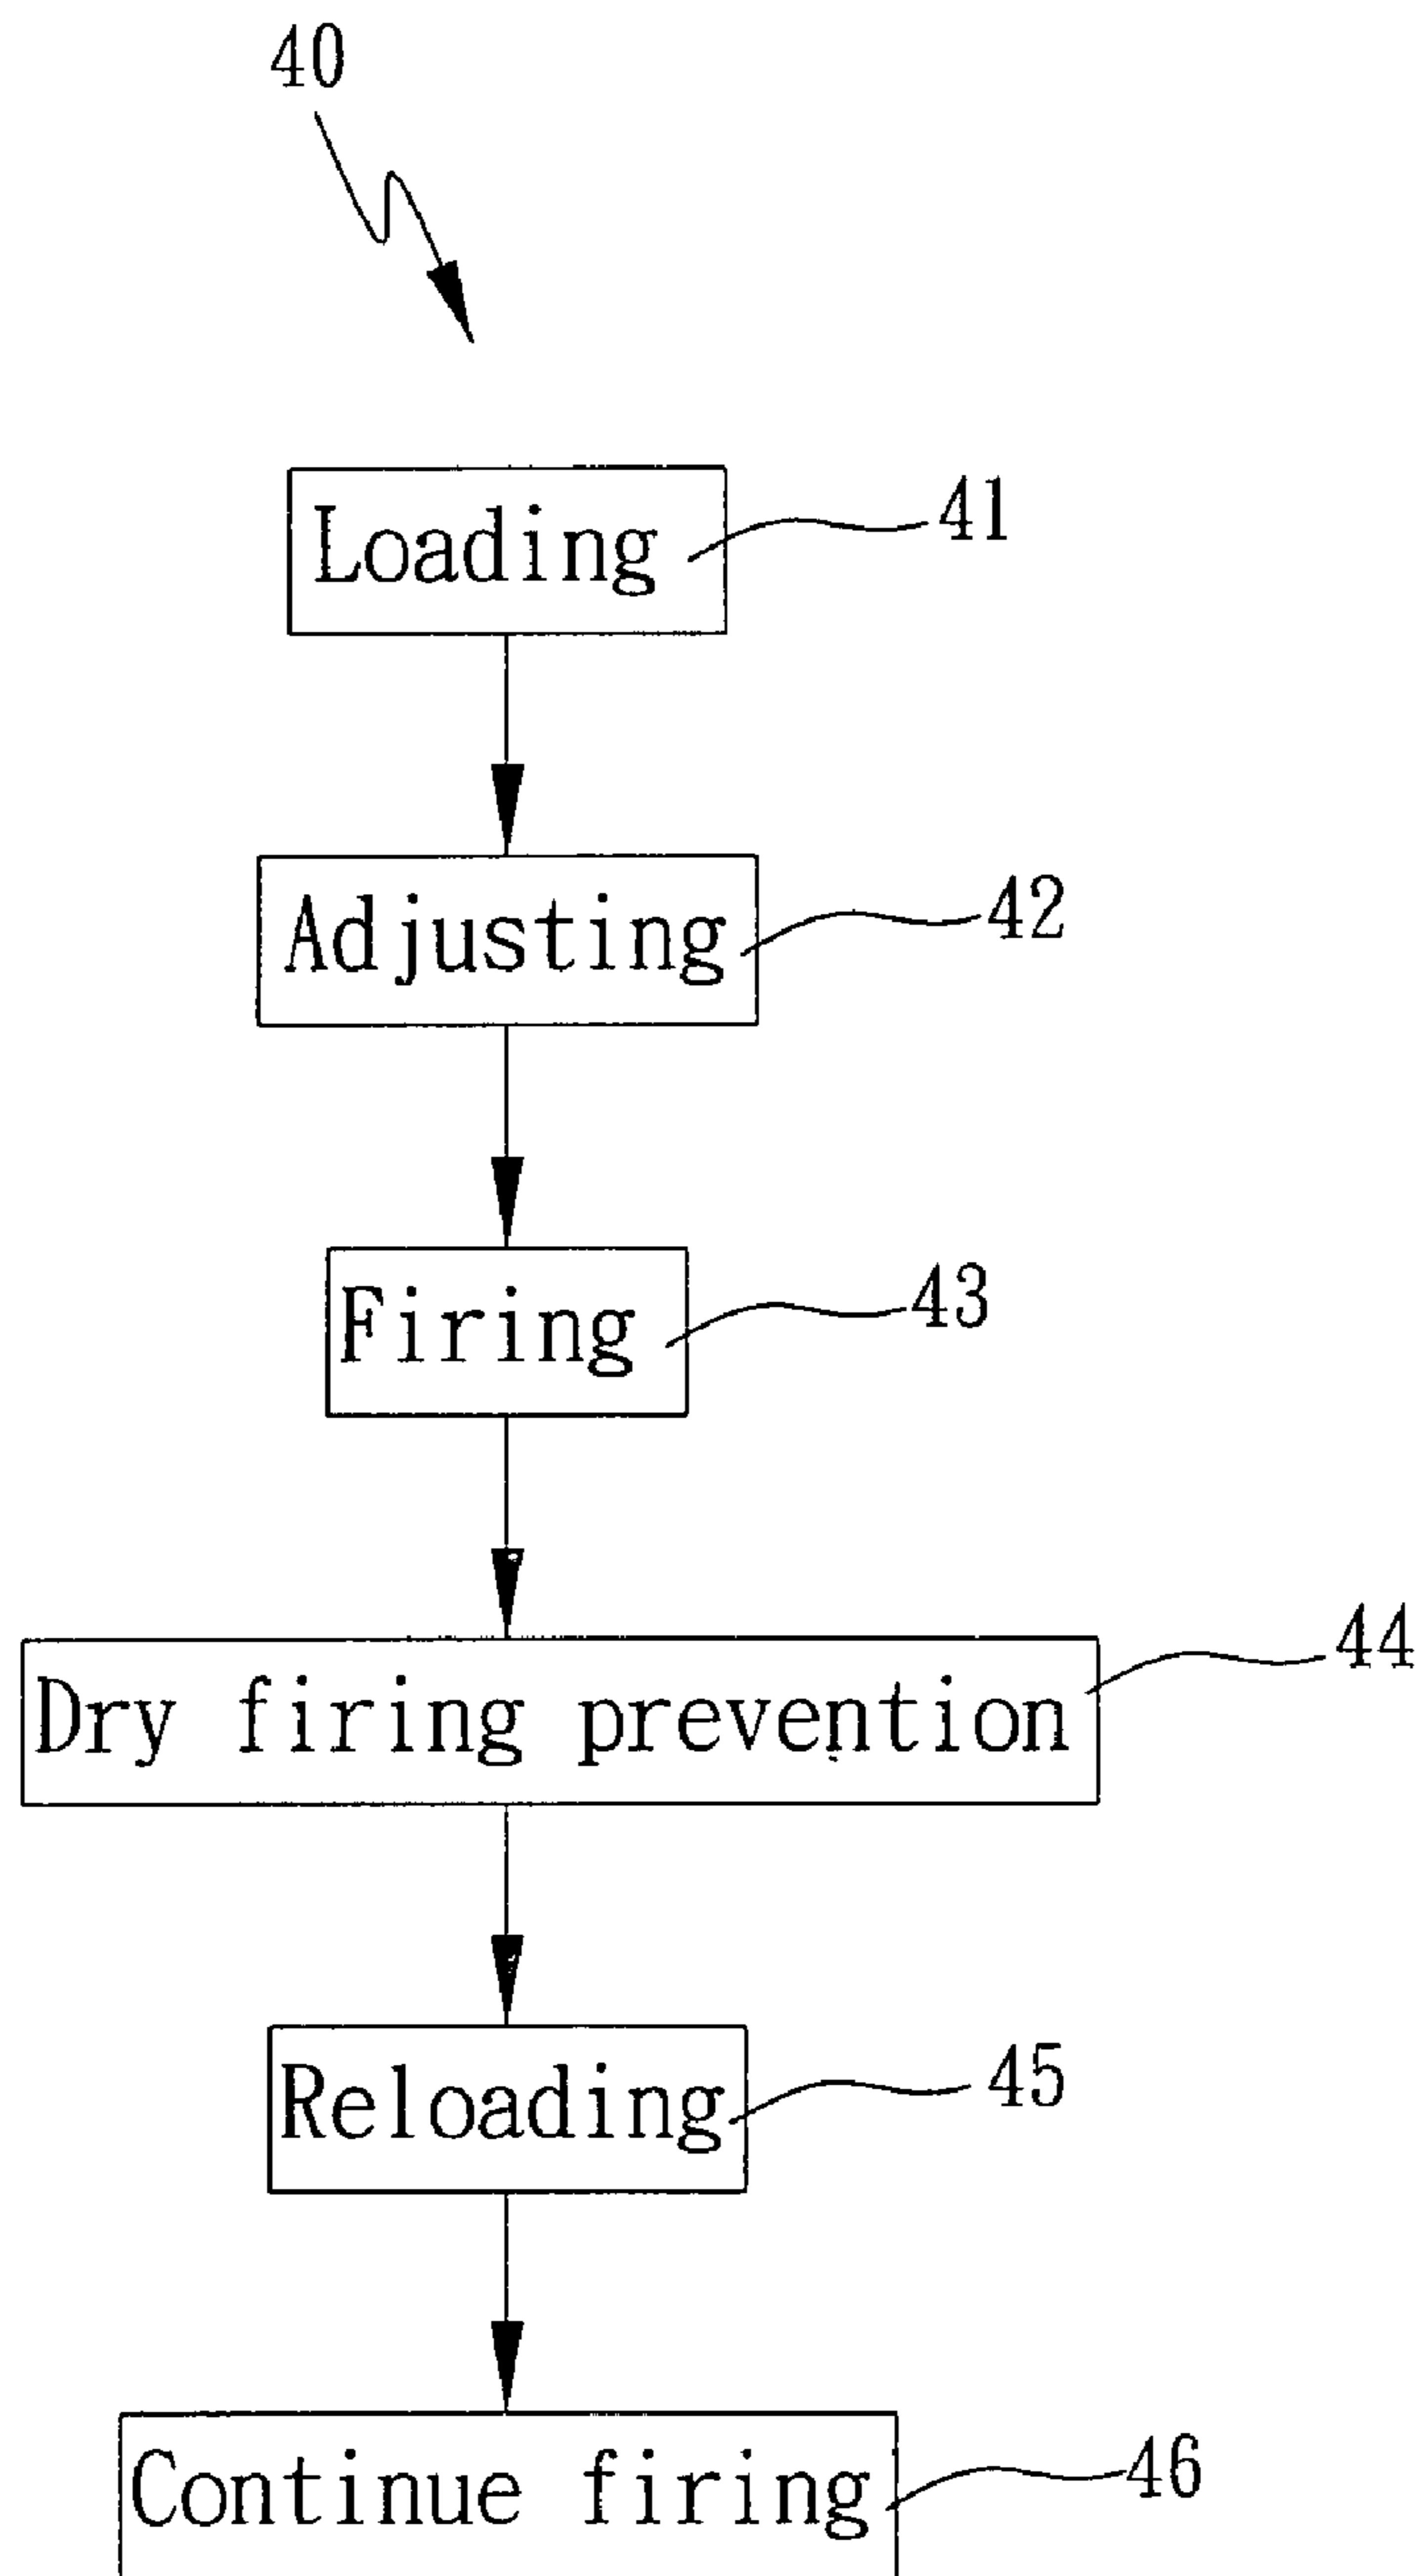 40
Loading 41
Adjusting 42
Firing 43
Dry firing prevention 44
Reloading 45
Continue firing 46